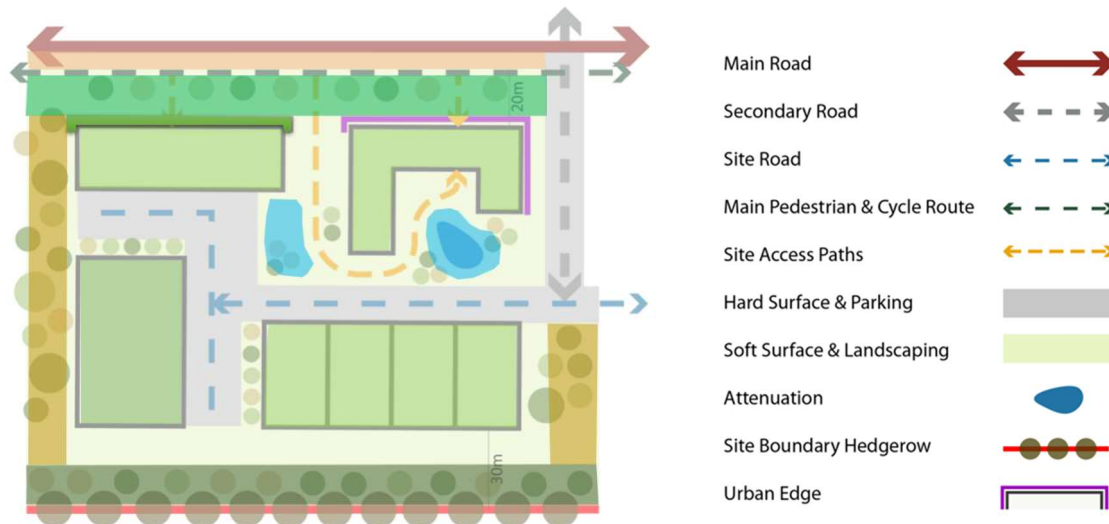 20m
30m
Main Road
Secondary Road
Site Road
Main Pedestrian & Cycle Route
Site Access Paths
Hard Surface & Parking
Soft Surface & Landscaping
Attenuation
Site Boundary Hedgerow
Urban Edge